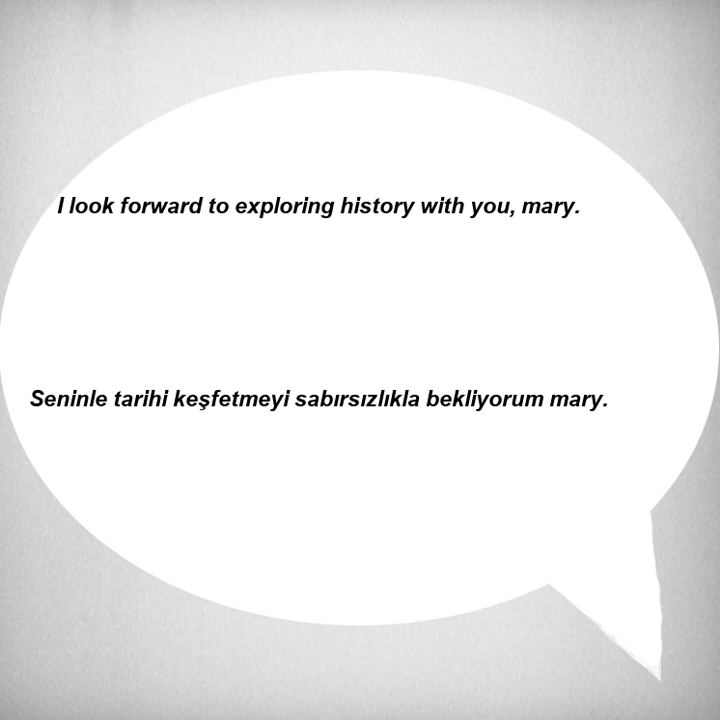 I look forward to exploring history with you, mary.
Seninle tarihi keşfetmeyi sabırsızlıkla bekliyorum mary.